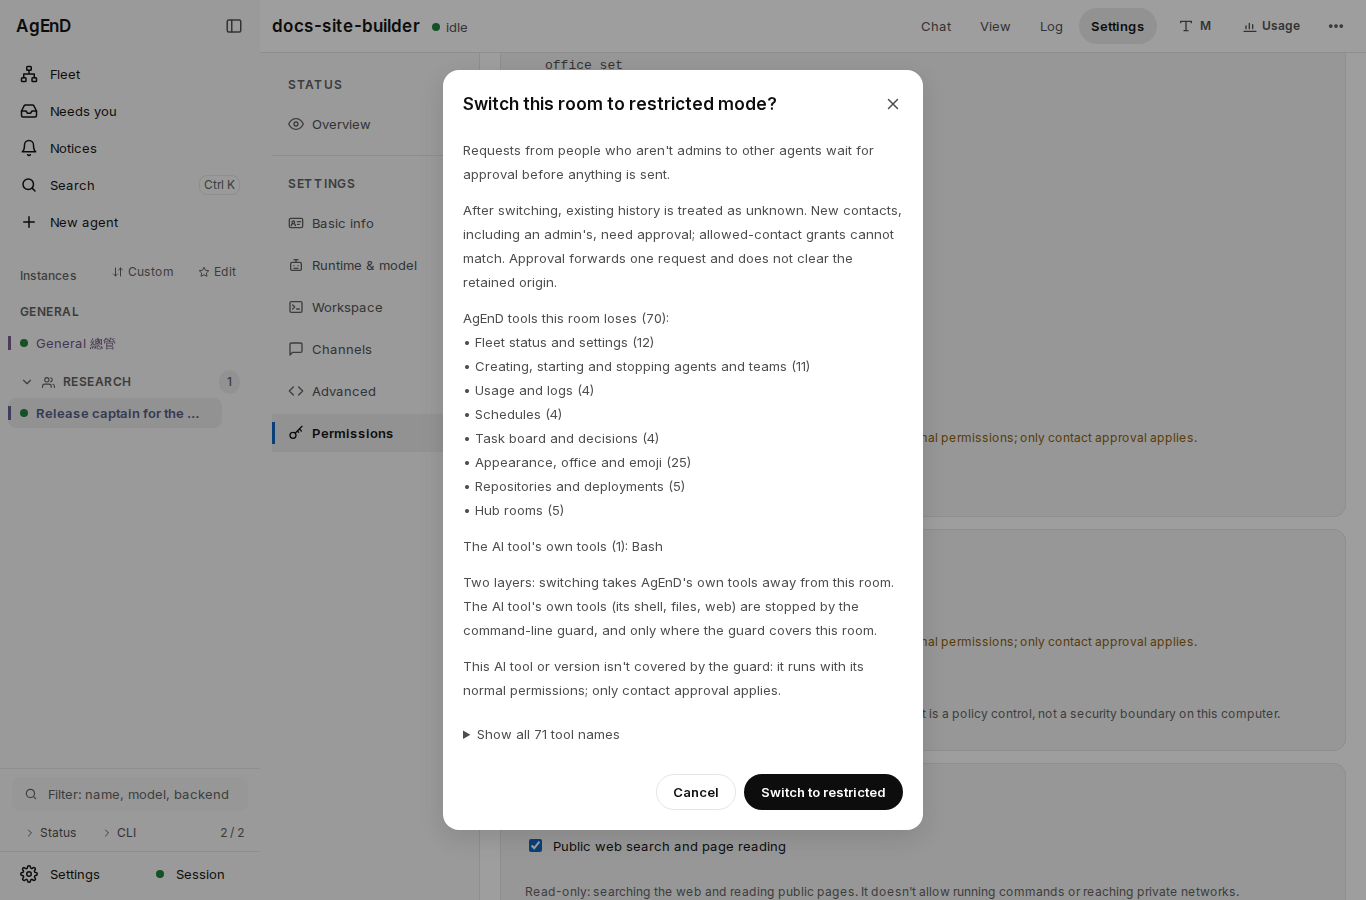 AgEnD
Fleet
Needs you
Notices
Search
Ctrl K
New agent
Instances
Custom
Edit
GENERAL
General 總管
RESEARCH
1
Release captain for the ...
Filter: name, model, backend
Status
CLI
2 / 2
Settings
Session
docs-site-builder
idle
Chat
View
Log
Settings
M
Usage
STATUS
Overview
SETTINGS
Basic info
Runtime & model
Workspace
Channels
Advanced
Permissions
office set
Switch this room to restricted mode?
Requests from people who aren't admins to other agents wait for
approval before anything is sent.
After switching, existing history is treated as unknown. New contacts,
including an admin's, need approval; allowed-contact grants cannot
match. Approval forwards one request and does not clear the
retained origin.
AgEnD tools this room loses (70):
• Fleet status and settings (12)
• Creating, starting and stopping agents and teams (11)
• Usage and logs (4)
• Schedules (4)
• Task board and decisions (4)
• Appearance, office and emoji (25)
• Repositories and deployments (5)
• Hub rooms (5)
The AI tool's own tools (1): Bash
Two layers: switching takes AgEnD's own tools away from this room.
The AI tool's own tools (its shell, files, web) are stopped by the
command-line guard, and only where the guard covers this room.
This AI tool or version isn't covered by the guard: it runs with its
normal permissions; only contact approval applies.
Show all 71 tool names
Cancel
Switch to restricted
permissions; only contact approval applies.
permissions; only contact approval applies.
is a policy control, not a security boundary on this computer.
Public web search and page reading
Read-only: searching the web and reading public pages. It doesn't allow running commands or reaching private networks.